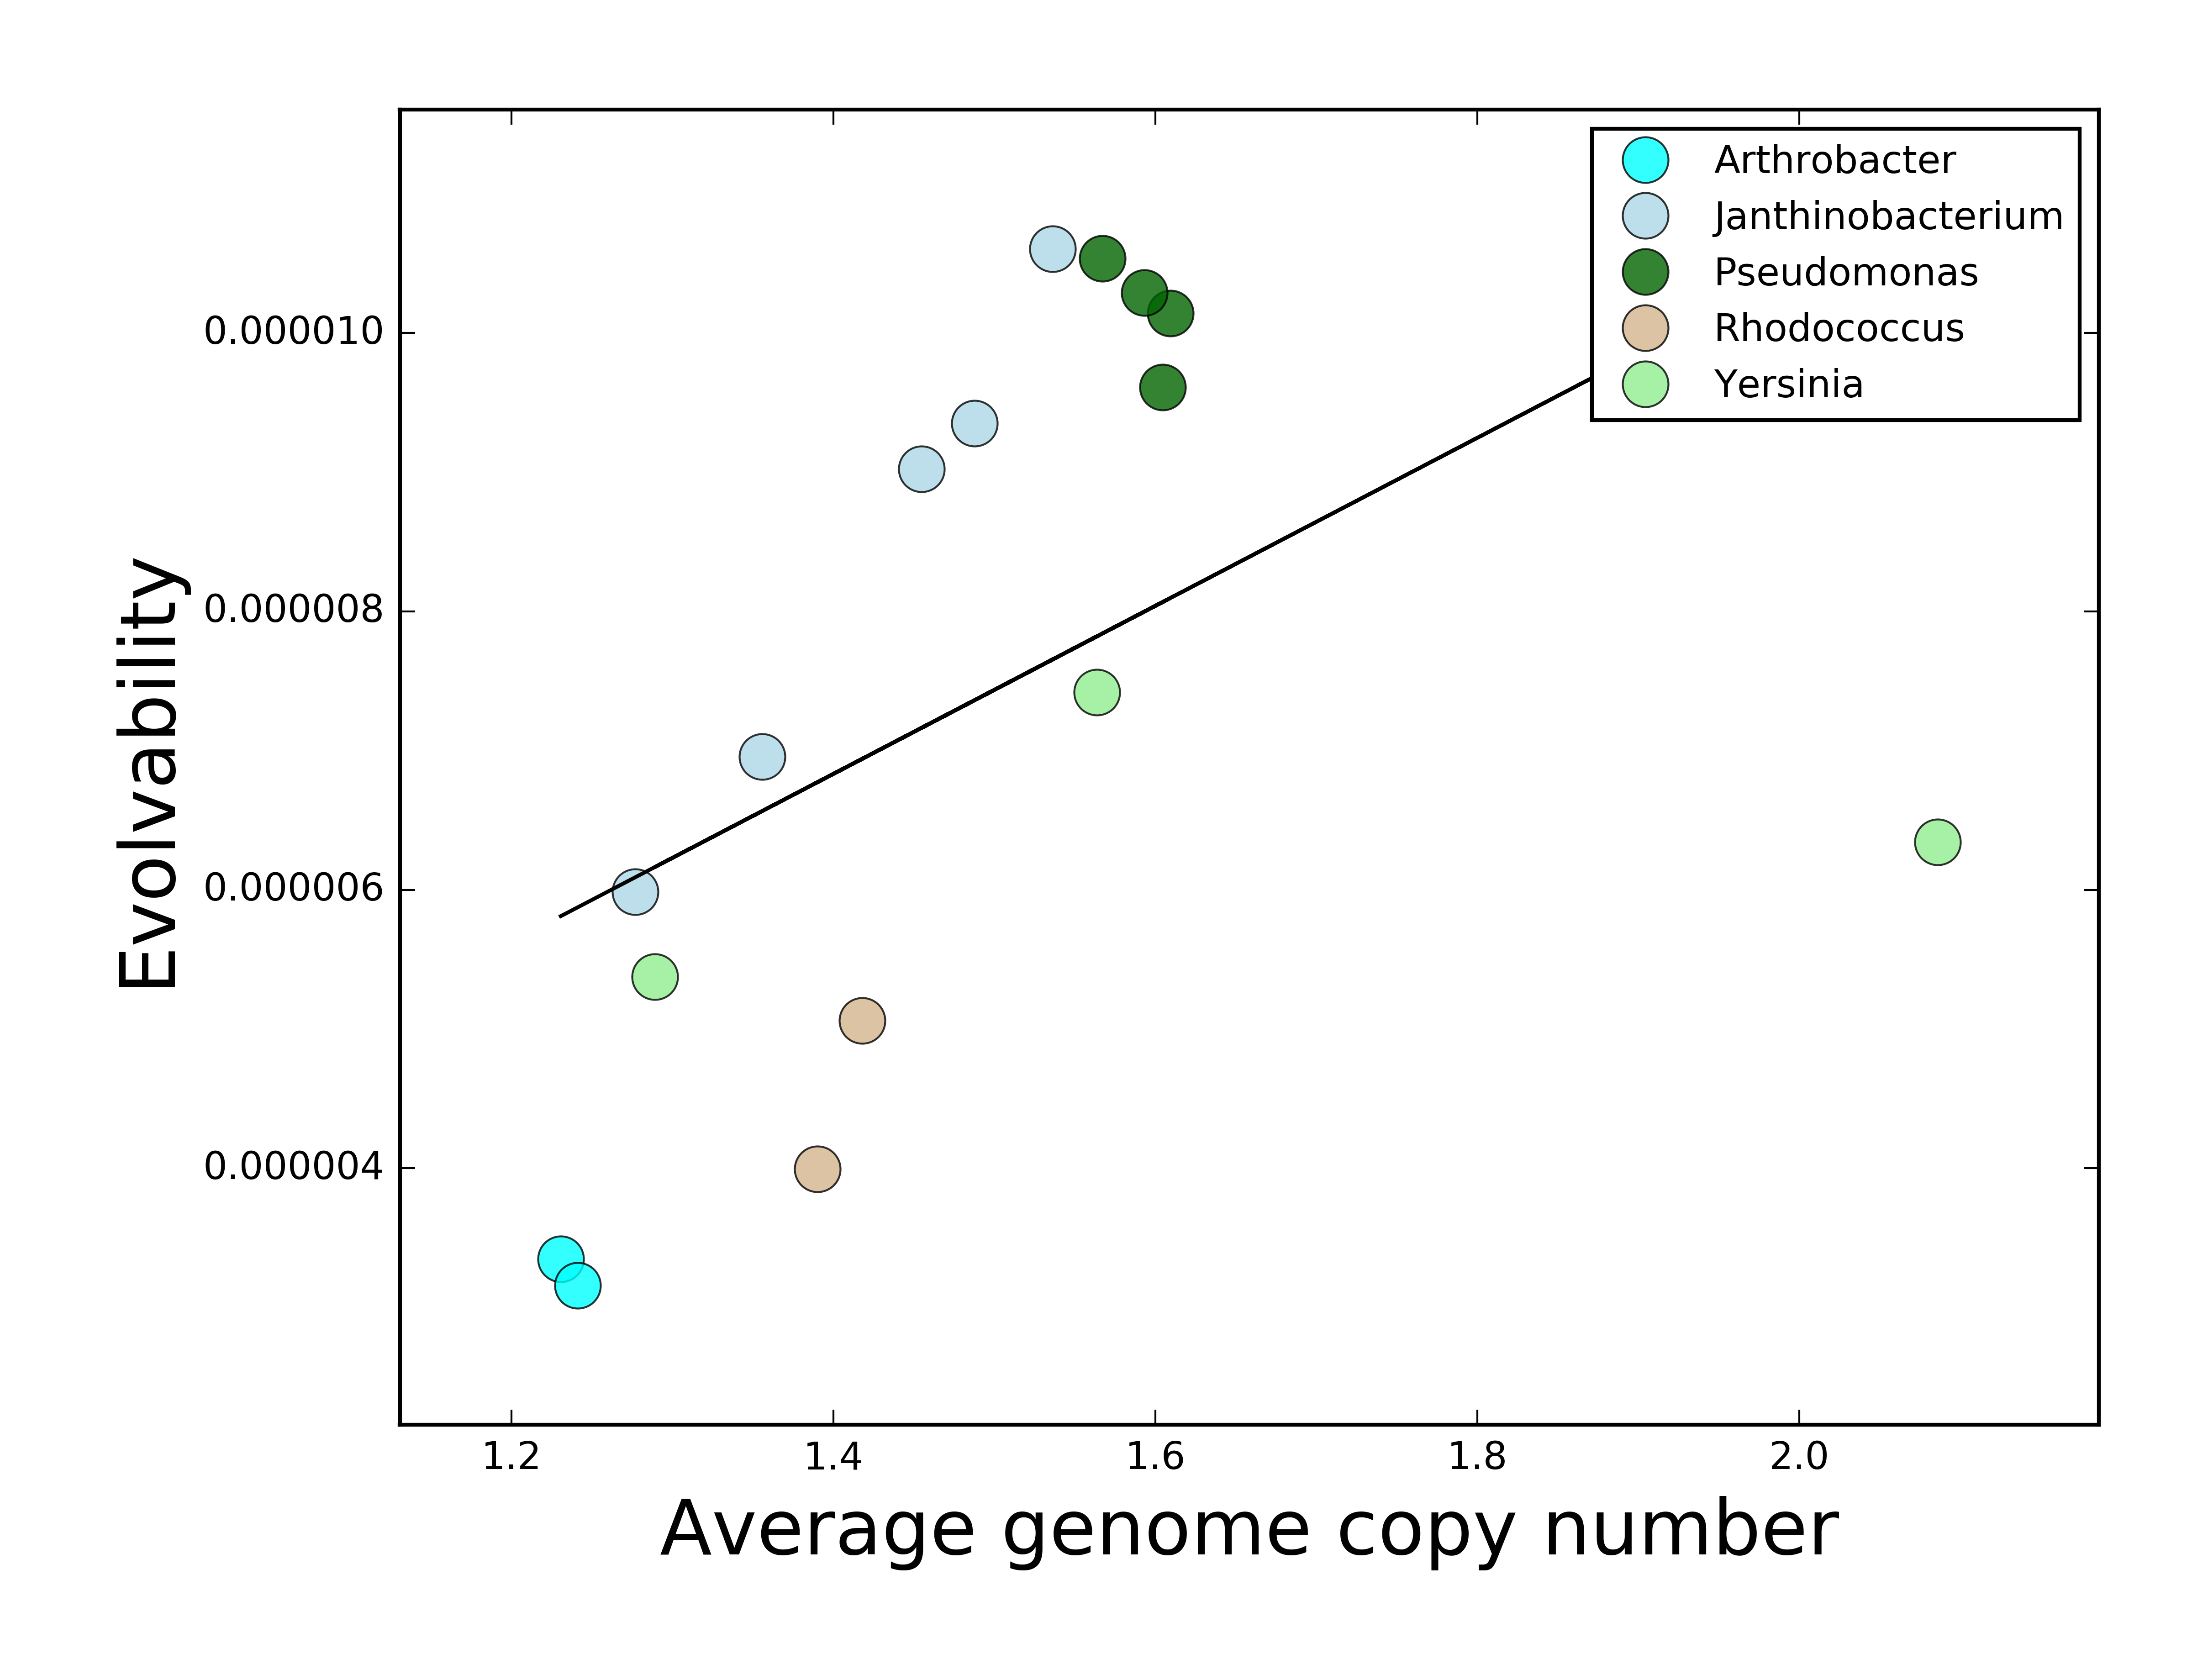 Arthrobacter
Janthinobacterium
Pseudomonas
Rhodococcus
Yersinia
0.000010
0.000008
0.000006
0.000004
Evolvability
1.2 1.4 1.6 1.8 2.0
Average genome copy number